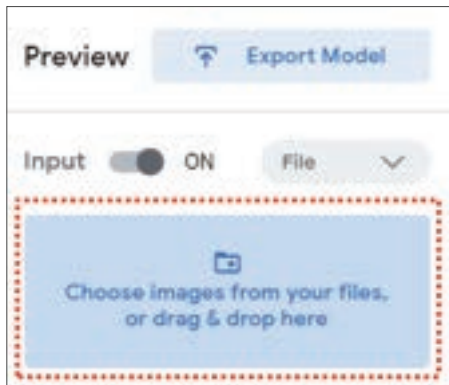 Preview
Export Model
Input ON File
Choose images from your files,
or drag & drop here